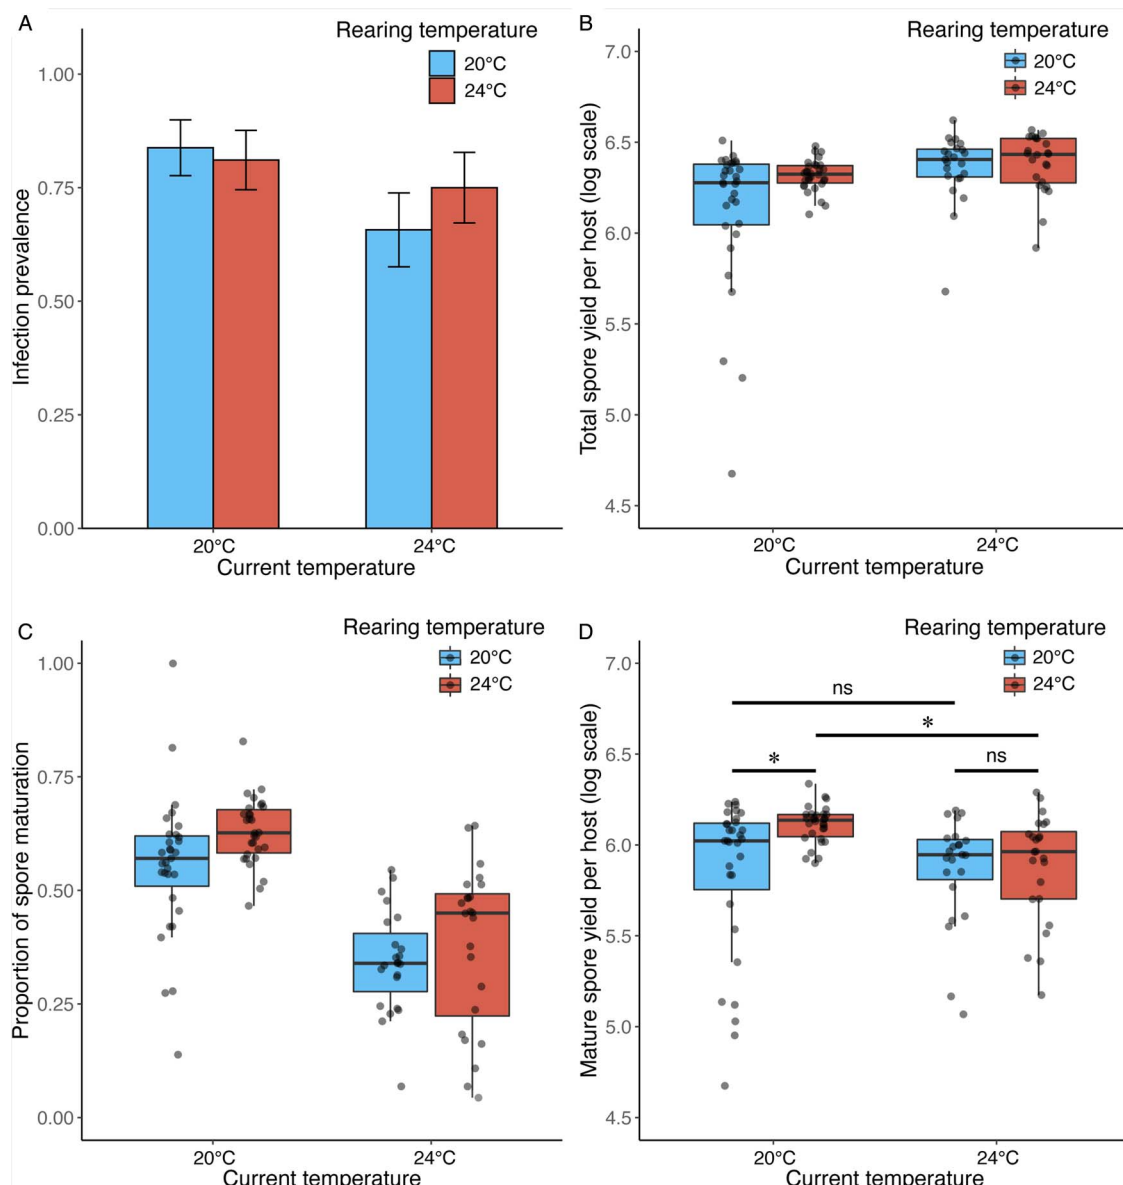 A
Rearing temperature
20°C
24°C
1.00
0.75
0.50
0.25
0.00
Infection prevalence
20°C
24°C
Current temperature
B
Rearing temperature
20°C
24°C
7.0
6.5
6.0
5.5
5.0
4.5
Total spore yield per host (log scale)
20°C
24°C
Current temperature
C
Rearing temperature
20°C
24°C
1.00
0.75
0.50
0.25
0.00
Proportion of spore maturation
20°C
24°C
Current temperature
D
Rearing temperature
20°C
24°C
7.0
6.5
6.0
5.5
5.0
4.5
Mature spore yield per host (log scale)
ns
*
*
ns
20°C
24°C
Current temperature